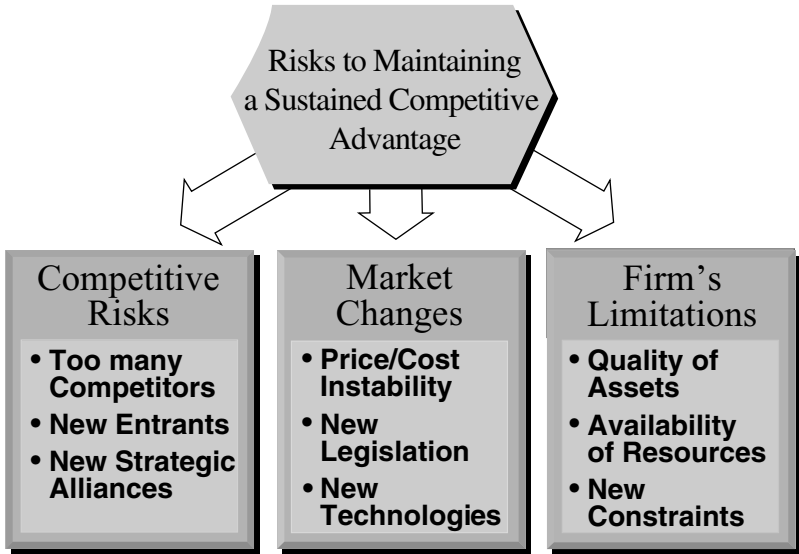 Risks to Maintaining
a Sustained Competitive
Advantage
Competitive
Risks
• Too many
Competitors
• New Entrants
• New Strategic
Alliances
Market
Changes
• Price/Cost
Instability
• New
Legislation
• New
Technologies
Firm's
Limitations
• Quality of
Assets
• Availability
of Resources
• New
Constraints